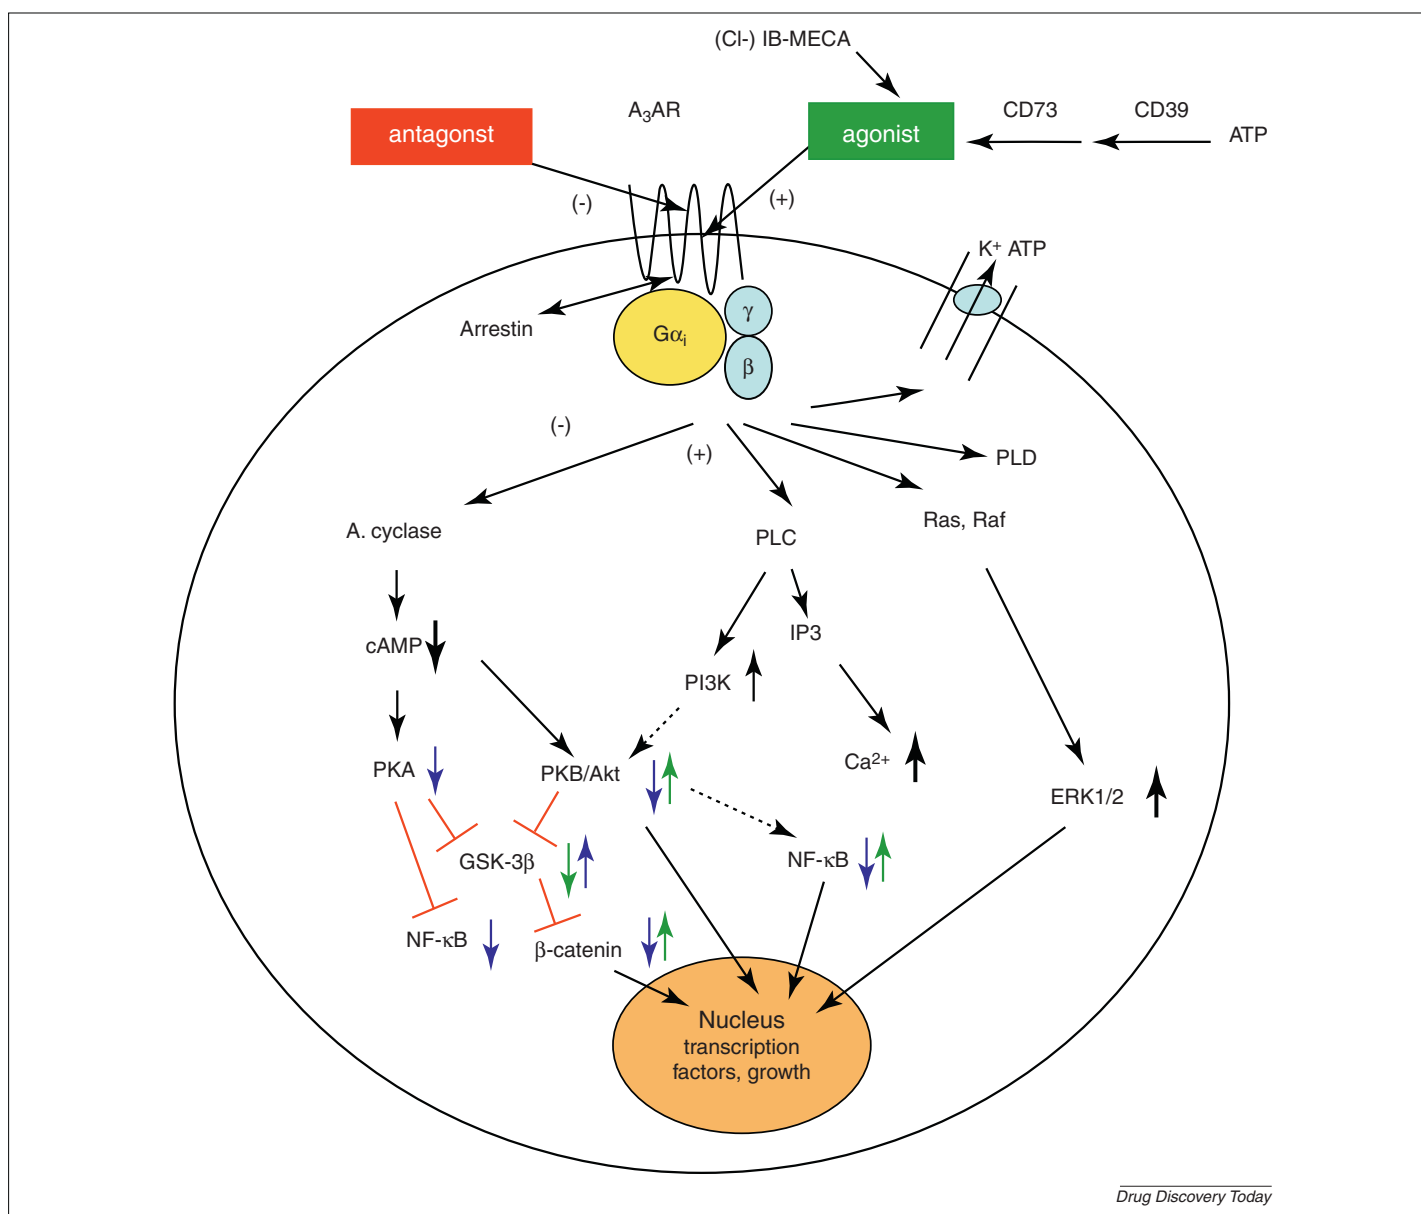 (Cl-) IB-MECA
antagonst
A₃AR
agonist
CD73
CD39
ATP
(-)
(+)
K⁺ ATP
Arrestin
Gαᵢ
γ
β
(-)
(+)
PLD
A. cyclase
PLC
Ras, Raf
cAMP
IP3
PI3K
PKA
PKB/Akt
Ca²⁺
ERK1/2
GSK-3β
NF-κB
NF-κB
β-catenin
Nucleus
transcription
factors, growth
Drug Discovery Today